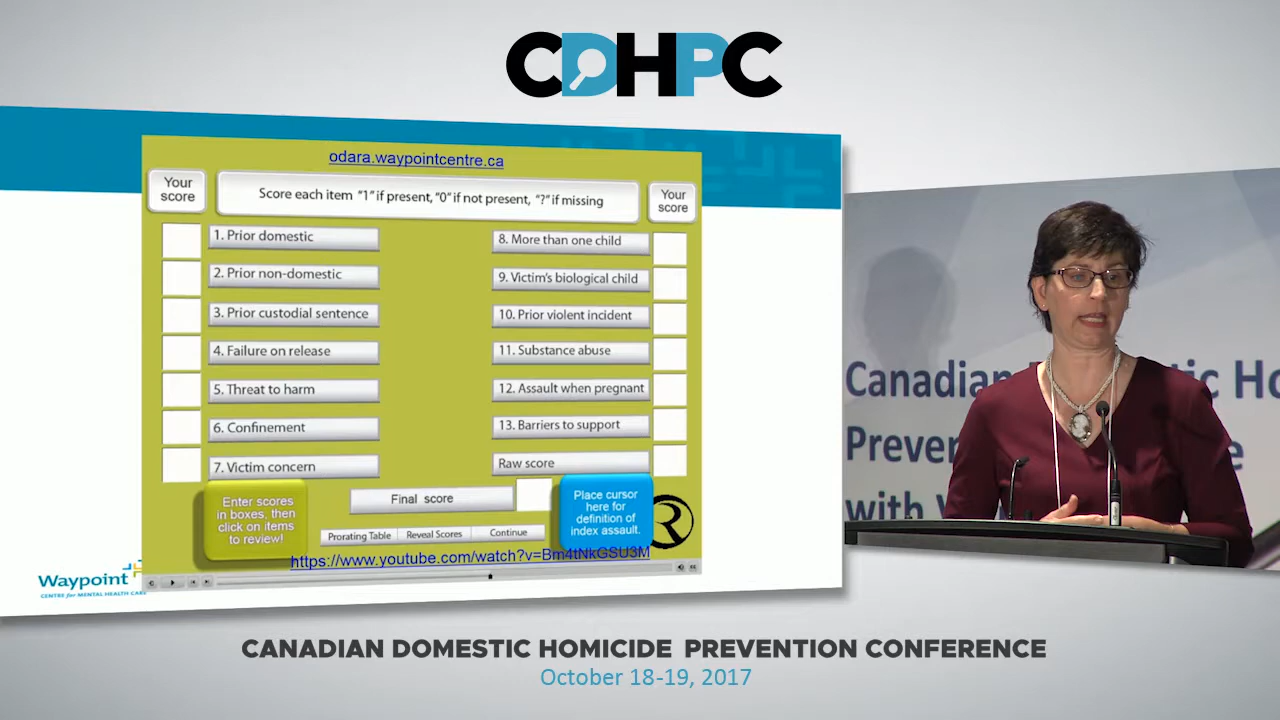 CDHPC
odara.waypointcentre.ca
Your
score
Score each item "1" if present, "0" if not present, "?" if missing
Your
score
1. Prior domestic
2. Prior non-domestic
3. Prior custodial sentence
4. Failure on release
5. Threat to harm
6. Confinement
7. Victim concern
8. More than one child
9. Victim's biological child
10. Prior violent incident
11. Substance abuse
12. Assault when pregnant
13. Barriers to support
Raw score
Enter scores
in boxes, then
click on items
to review!
Final score
Prorating Table
Reveal Scores
Continue
Place cursor
here for
definition of
index assault.
R
https://www.youtube.com/watch?v=Bm4tNkGSU3M
Waypoint
CENTRE for MENTAL HEALTH CARE
Canadian tic Ho
Preven e
with V
CANADIAN DOMESTIC HOMICIDE PREVENTION CONFERENCE
October 18-19, 2017